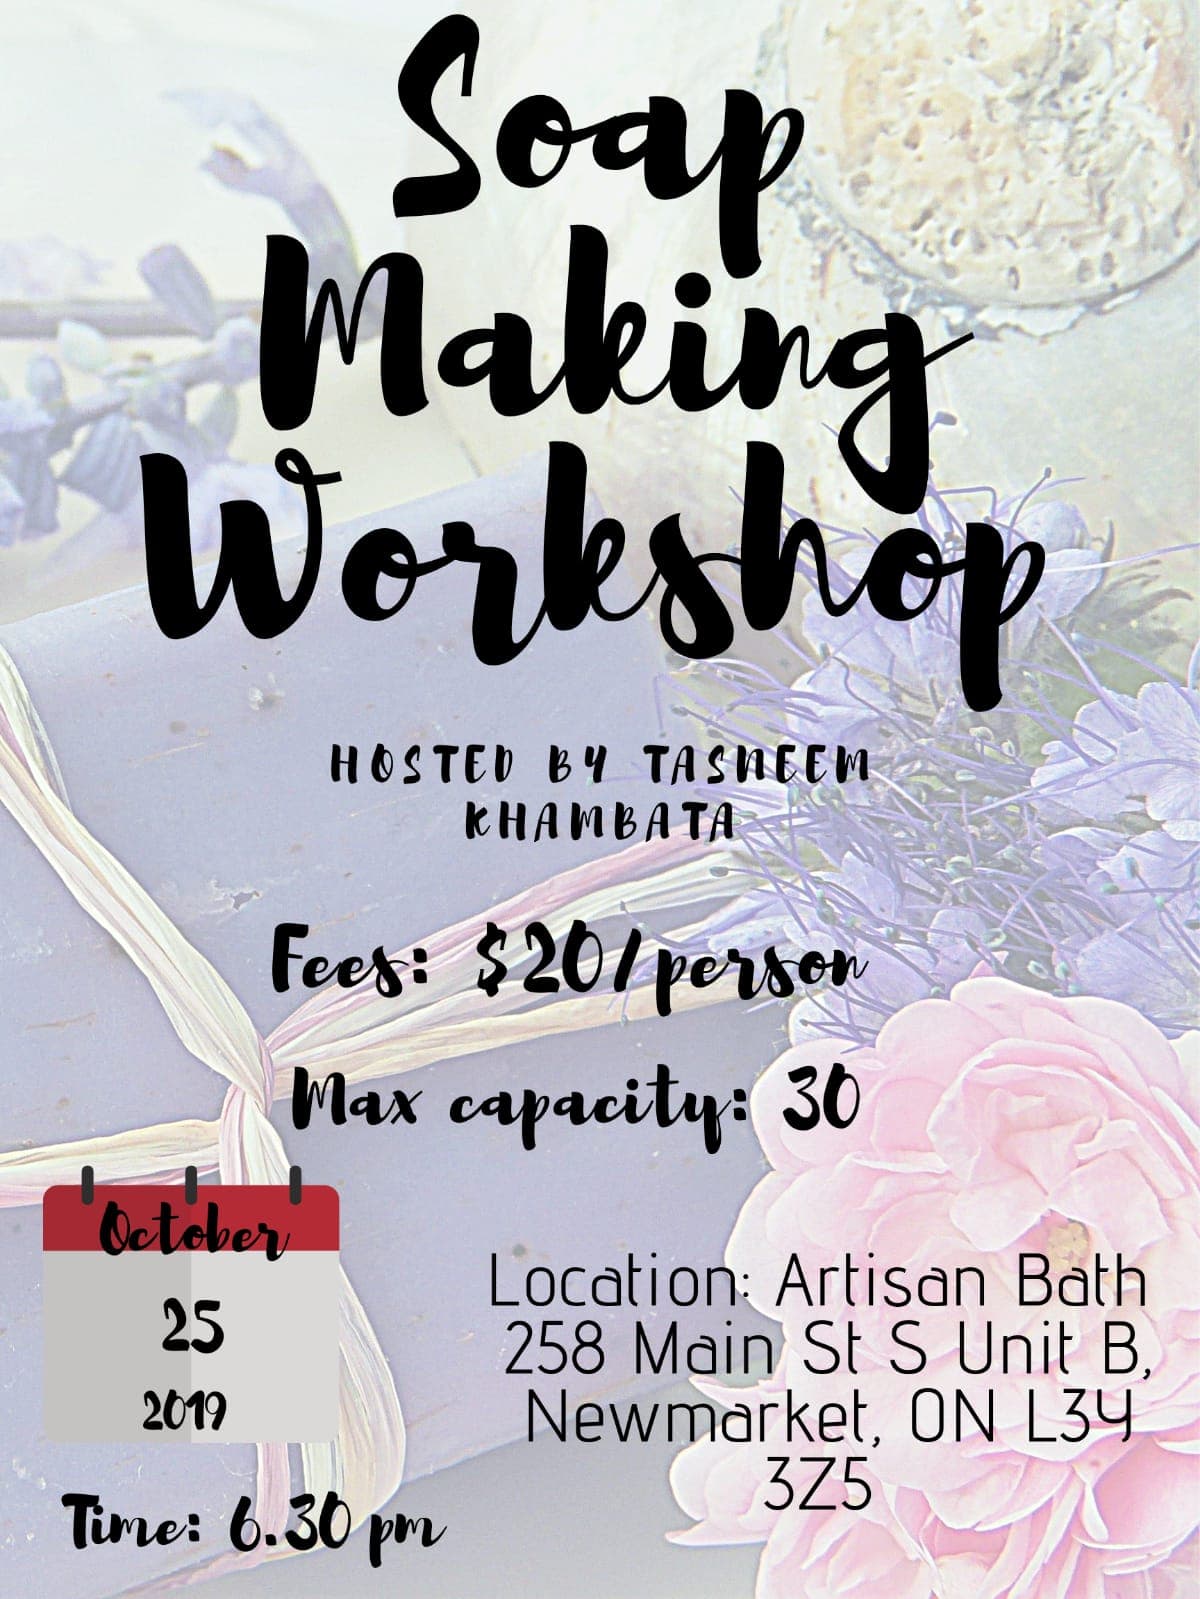 Soap
Making
Workshop
HOSTED BY TASNEEM
KHAMBATA
Fees: $20/person
Max capacity: 30
October
25
2019
Time: 6.30 pm
Location: Artisan Bath
258 Main St S Unit B,
Newmarket, ON L3Y
3Z5